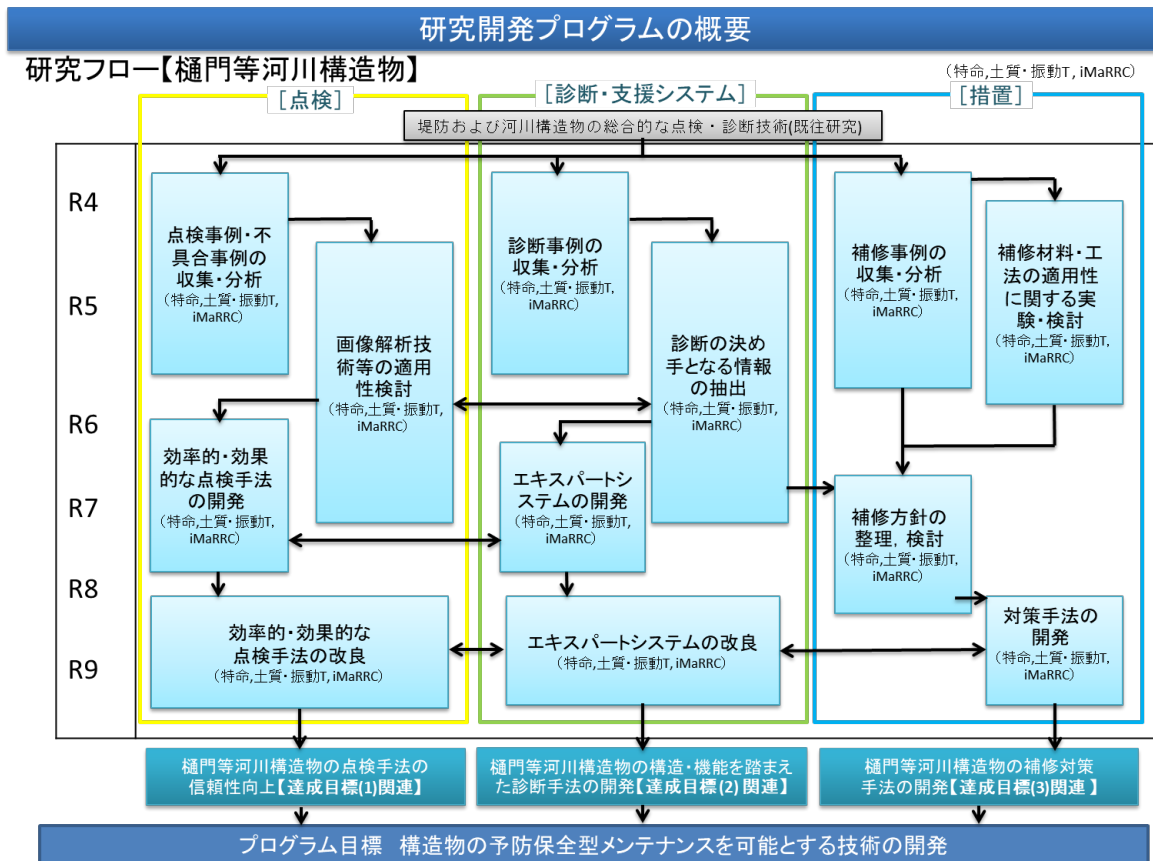 研究開発プログラムの概要
研究フロー【樋門等河川構造物】
(特命,土質・振動T, iMaRRC)
[点検]
[診断・支援システム]
[措置]
堤防および河川構造物の総合的な点検・診断技術(既往研究)
R4
R5
R6
R7
R8
R9
点検事例・不
具合事例の
収集・分析
(特命,土質・振動T,
iMaRRC)
画像解析技
術等の適用
性検討
(特命,土質・振動T,
iMaRRC)
効率的・効果
的な点検手法
の開発
(特命,土質・振動T,
iMaRRC)
効率的・効果的な
点検手法の改良
(特命,土質・振動T, iMaRRC)
診断事例の
収集・分析
(特命,土質・振動T,
iMaRRC)
診断の決め
手となる情報
の抽出
(特命,土質・振動T,
iMaRRC)
エキスパートシ
ステムの開発
(特命,土質・振動T,
iMaRRC)
エキスパートシステムの改良
(特命,土質・振動T, iMaRRC)
補修事例の
収集・分析
(特命,土質・振動T,
iMaRRC)
補修材料・工
法の適用性
に関する実
験・検討
(特命,土質・振動T,
iMaRRC)
補修方針の
整理, 検討
(特命,土質・振動T,
iMaRRC)
対策手法の
開発
(特命,土質・振動T,
iMaRRC)
樋門等河川構造物の点検手法の
信頼性向上【達成目標(1)関連】
樋門等河川構造物の構造・機能を踏まえ
た診断手法の開発【達成目標(2) 関連】
樋門等河川構造物の補修対策
手法の開発【達成目標(3)関連 】
プログラム目標 構造物の予防保全型メンテナンスを可能とする技術の開発